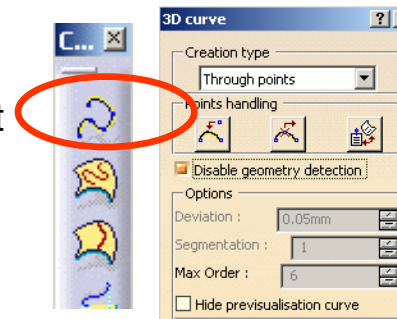 C...
t
3D curve
Creation type
Through points
Points handling
Disable geometry detection
Options
Deviation : 0.05mm
Segmentation : 1
Max Order : 6
Hide previsualisation curve